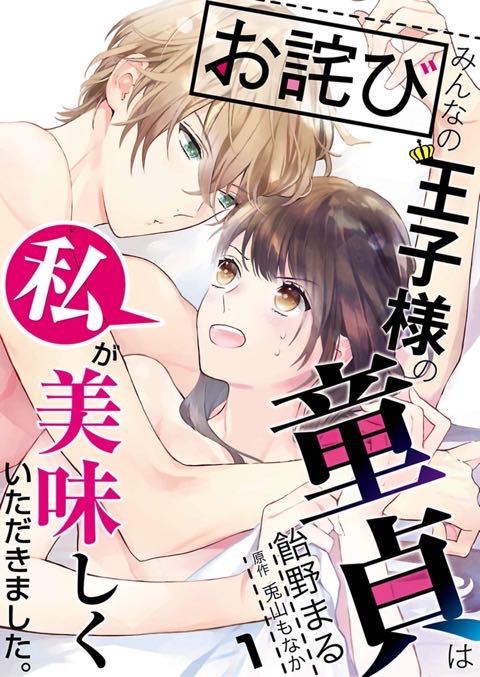 お詫び
みんなの
王子様の
童貞は
私が
美味しく
いただきました。
飴野まる
原作 兎山もなか
1